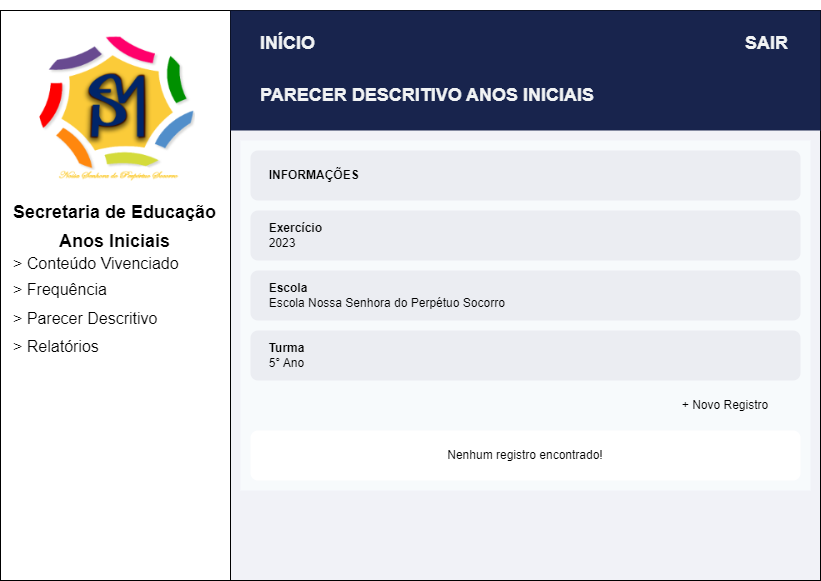 Nossa Senhora do Perpétuo Socorro
Secretaria de Educação
Anos Iniciais
> Conteúdo Vivenciado
> Frequência
> Parecer Descritivo
> Relatórios
INÍCIO
SAIR
PARECER DESCRITIVO ANOS INICIAIS
INFORMAÇÕES
Exercício
2023
Escola
Escola Nossa Senhora do Perpétuo Socorro
Turma
5° Ano
+ Novo Registro
Nenhum registro encontrado!